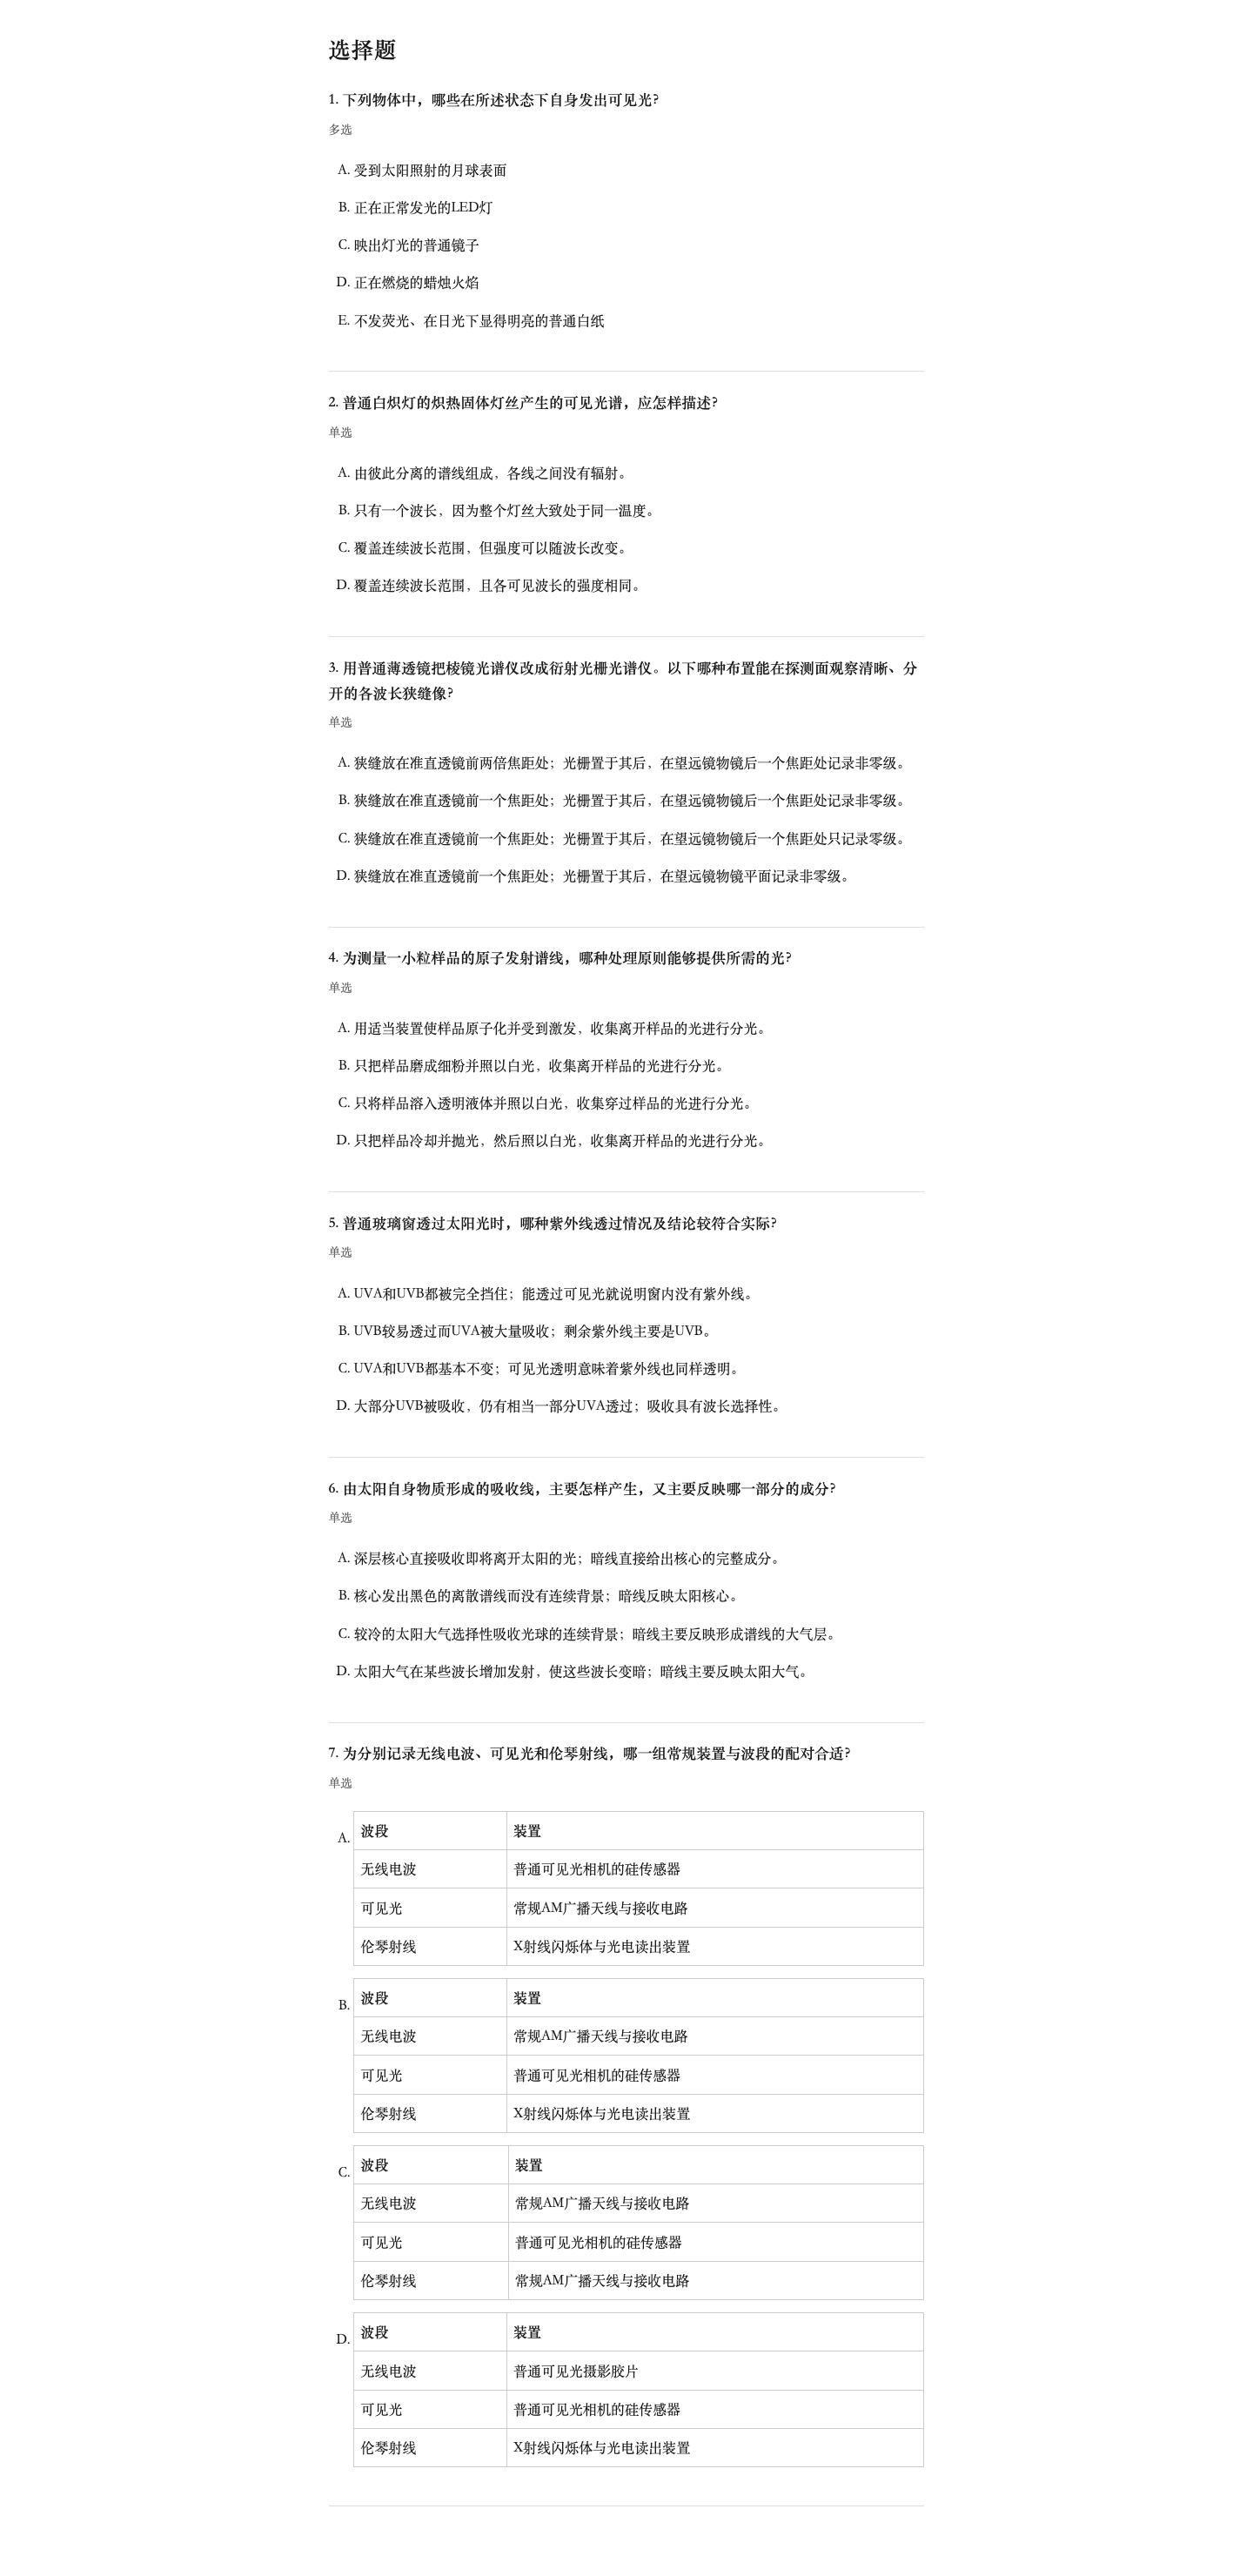 选择题
1. 下列物体中，哪些在所述状态下自身发出可见光？
多选
A. 受到太阳照射的月球表面
B. 正在正常发光的LED灯
C. 映出灯光的普通镜子
D. 正在燃烧的蜡烛火焰
E. 不发荧光、在日光下显得明亮的普通白纸
2. 普通白炽灯的炽热固体灯丝产生的可见光谱，应怎样描述？
单选
A. 由彼此分离的谱线组成，各线之间没有辐射。
B. 只有一个波长，因为整个灯丝大致处于同一温度。
C. 覆盖连续波长范围，但强度可以随波长改变。
D. 覆盖连续波长范围，且各可见波长的强度相同。
3. 用普通薄透镜把棱镜光谱仪改成衍射光栅光谱仪。以下哪种布置能在探测面观察清晰、分
开的各波长狭缝像？
单选
A. 狭缝放在准直透镜前两倍焦距处；光栅置于其后，在望远镜物镜后一个焦距处记录非零级。
B. 狭缝放在准直透镜前一个焦距处；光栅置于其后，在望远镜物镜后一个焦距处记录非零级。
C. 狭缝放在准直透镜前一个焦距处；光栅置于其后，在望远镜物镜后一个焦距处只记录零级。
D. 狭缝放在准直透镜前一个焦距处；光栅置于其后，在望远镜物镜平面记录非零级。
4. 为测量一小粒样品的原子发射谱线，哪种处理原则能够提供所需的光？
单选
A. 用适当装置使样品原子化并受到激发，收集离开样品的光进行分光。
B. 只把样品磨成细粉并照以白光，收集离开样品的光进行分光。
C. 只将样品溶入透明液体并照以白光，收集穿过样品的光进行分光。
D. 只把样品冷却并抛光，然后照以白光，收集离开样品的光进行分光。
5. 普通玻璃窗透过太阳光时，哪种紫外线透过情况及结论较符合实际？
单选
A. UVA和UVB都被完全挡住；能透过可见光就说明窗内没有紫外线。
B. UVB较易透过而UVA被大量吸收；剩余紫外线主要是UVB。
C. UVA和UVB都基本不变；可见光透明意味着紫外线也同样透明。
D. 大部分UVB被吸收，仍有相当一部分UVA透过；吸收具有波长选择性。
6. 由太阳自身物质形成的吸收线，主要怎样产生，又主要反映哪一部分的成分？
单选
A. 深层核心直接吸收即将离开太阳的光；暗线直接给出核心的完整成分。
B. 核心发出黑色的离散谱线而没有连续背景；暗线反映太阳核心。
C. 较冷的太阳大气选择性吸收光球的连续背景；暗线主要反映形成谱线的大气层。
D. 太阳大气在某些波长增加发射，使这些波长变暗；暗线主要反映太阳大气。
7. 为分别记录无线电波、可见光和伦琴射线，哪一组常规装置与波段的配对合适？
单选
A. 波段 装置
无线电波 普通可见光相机的硅传感器
可见光 常规AM广播天线与接收电路
伦琴射线 X射线闪烁体与光电读出装置
B. 波段 装置
无线电波 常规AM广播天线与接收电路
可见光 普通可见光相机的硅传感器
伦琴射线 X射线闪烁体与光电读出装置
C. 波段 装置
无线电波 常规AM广播天线与接收电路
可见光 普通可见光相机的硅传感器
伦琴射线 常规AM广播天线与接收电路
D. 波段 装置
无线电波 普通可见光摄影胶片
可见光 普通可见光相机的硅传感器
伦琴射线 X射线闪烁体与光电读出装置